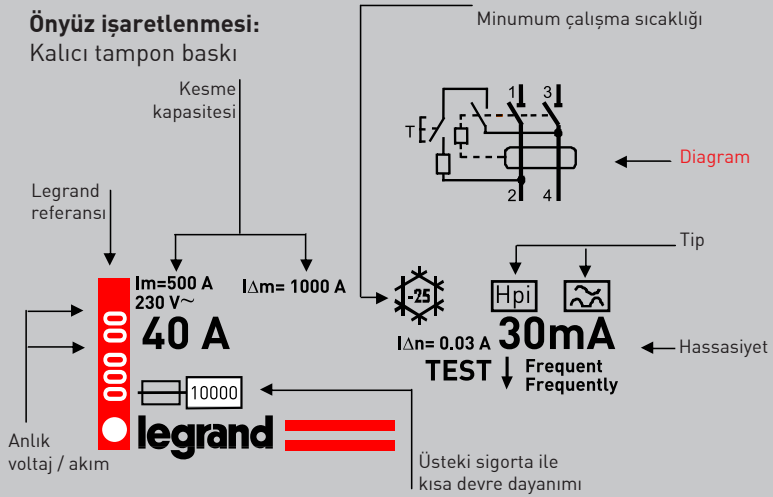 Önyüz işaretlenmesi:
Kalıcı tampon baskı
Minumum çalışma sıcaklığı
Kesme
kapasitesi
1
3
T
2
4
Diagram
Legrand
referansı
Tip
Im=500 A
230 V~
I∆m= 1000 A
-25
Hpi
000 00
40 A
I∆n= 0.03 A
30mA
Hassasiyet
TEST
Frequent
Frequently
10000
legrand
Anlık
voltaj / akım
Üsteki sigorta ile
kısa devre dayanımı